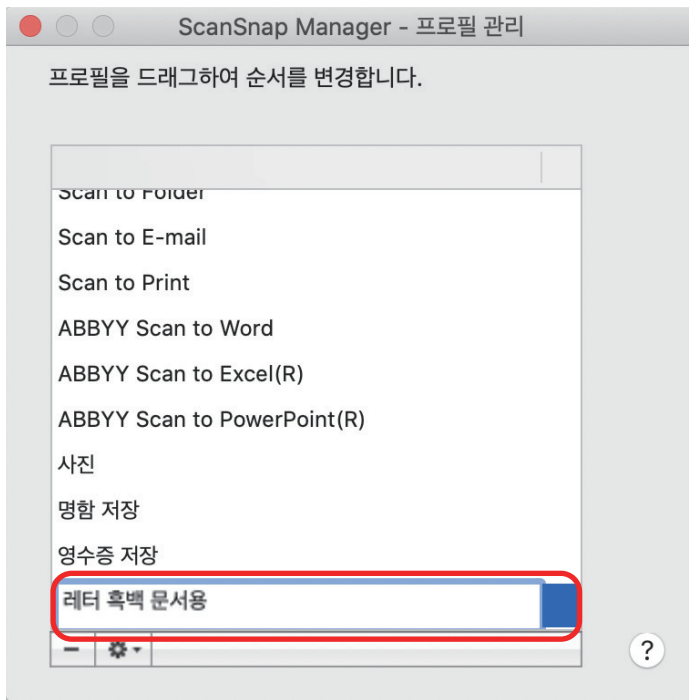 ScanSnap Manager - 프로필 관리
프로필을 드래그하여 순서를 변경합니다.
Scan to Folder
Scan to E-mail
Scan to Print
ABBYY Scan to Word
ABBYY Scan to Excel(R)
ABBYY Scan to PowerPoint(R)
사진
명함 저장
영수증 저장
레터 흑백 문서용
?